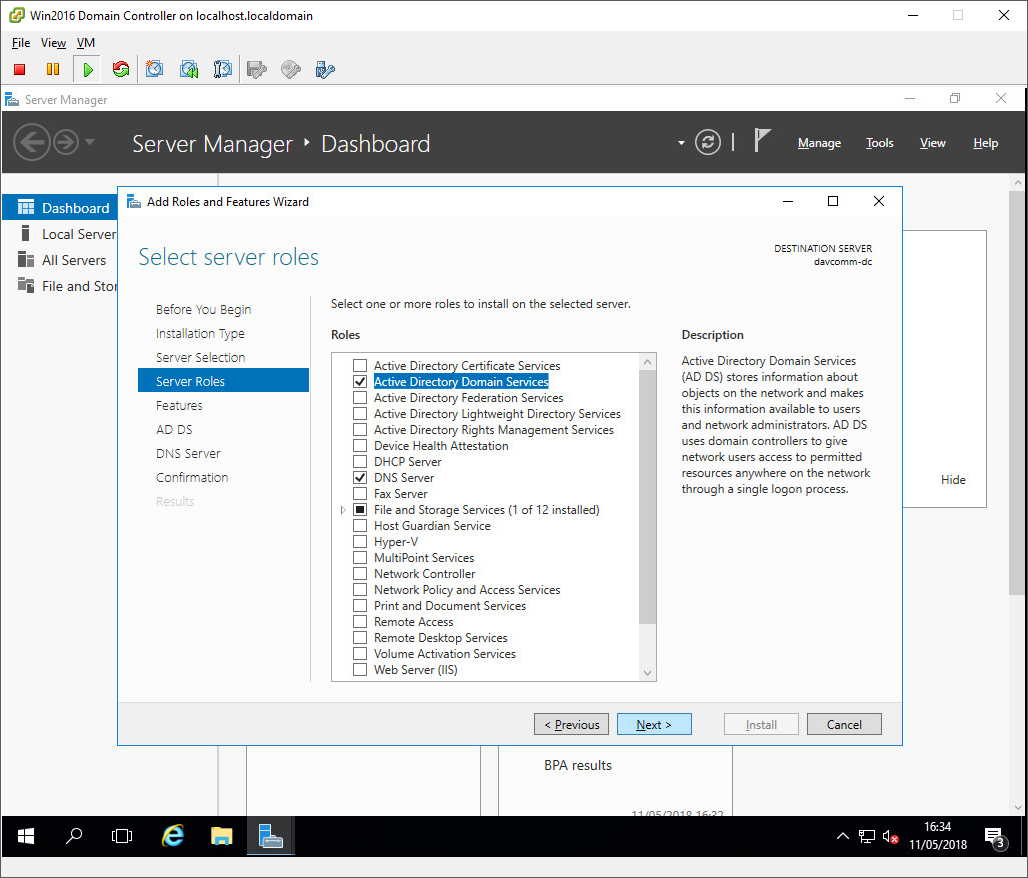 Win2016 Domain Controller on localhost.localdomain
File View VM
Server Manager
Server Manager ‣ Dashboard
Manage Tools View Help
Dashboard
Local Server
All Servers
File and Stor
Add Roles and Features Wizard
Select server roles
DESTINATION SERVER
davcomm-dc
Before You Begin
Installation Type
Server Selection
Server Roles
Features
AD DS
DNS Server
Confirmation
Results
Select one or more roles to install on the selected server.
Roles
Active Directory Certificate Services
Active Directory Domain Services
Active Directory Federation Services
Active Directory Lightweight Directory Services
Active Directory Rights Management Services
Device Health Attestation
DHCP Server
DNS Server
Fax Server
File and Storage Services (1 of 12 installed)
Host Guardian Service
Hyper-V
MultiPoint Services
Network Controller
Network Policy and Access Services
Print and Document Services
Remote Access
Remote Desktop Services
Volume Activation Services
Web Server (IIS)
Description
Active Directory Domain Services
(AD DS) stores information about
objects on the network and makes
this information available to users
and network administrators. AD DS
uses domain controllers to give
network users access to permitted
resources anywhere on the network
through a single logon process.
Hide
< Previous
Next >
Install
Cancel
BPA results
11/05/2018 16:32
16:34
11/05/2018
3